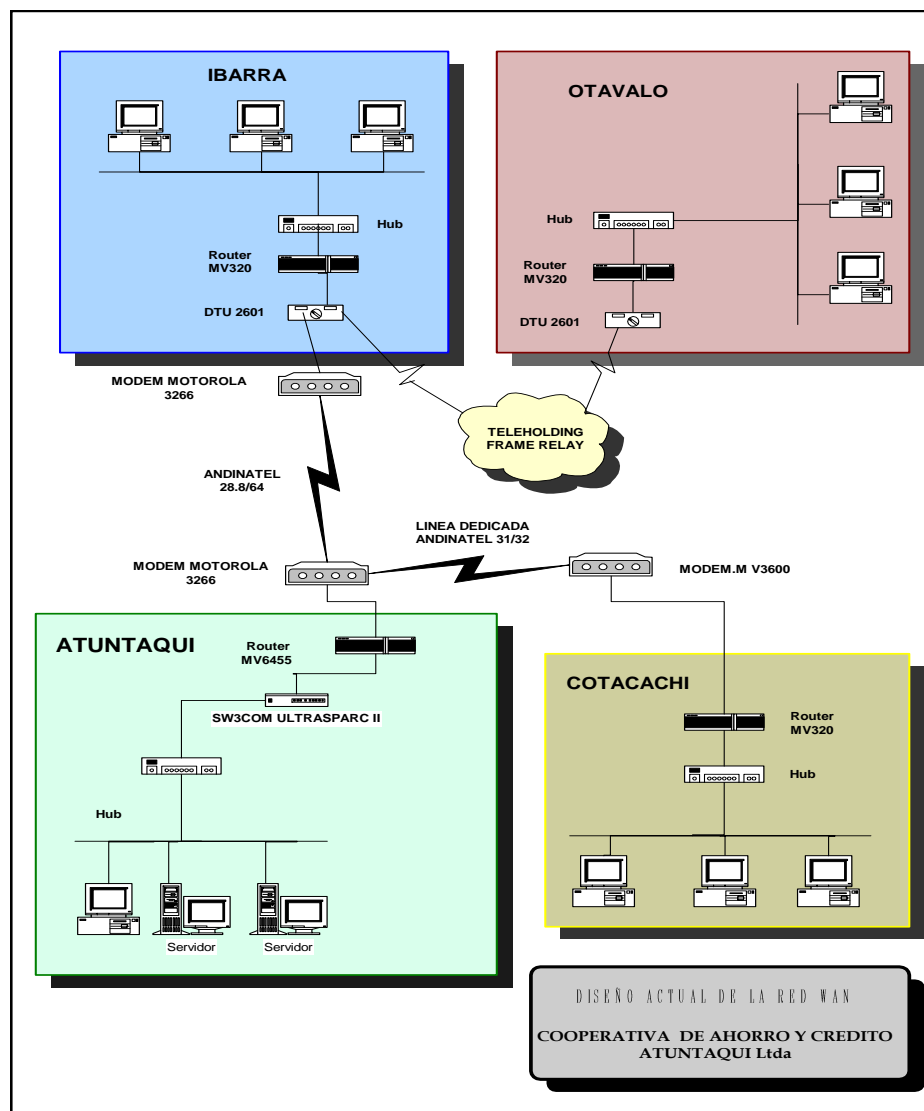 IBARRA
Hub
Router
MV320
DTU 2601
OTAVALO
Hub
Router
MV320
DTU 2601
MODEM MOTOROLA
3266
TELEHOLDING
FRAME RELAY
ANDINATEL
28.8/64
LINEA DEDICADA
ANDINATEL 31/32
MODEM MOTOROLA
3266
MODEM.M V3600
ATUNTAQUI
Router
MV6455
SW3COM ULTRASPARC II
Hub
Servidor
Servidor
COTACACHI
Router
MV320
Hub
DISEÑO ACTUAL DE LA RED WAN
COOPERATIVA DE AHORRO Y CREDITO
ATUNTAQUI Ltda